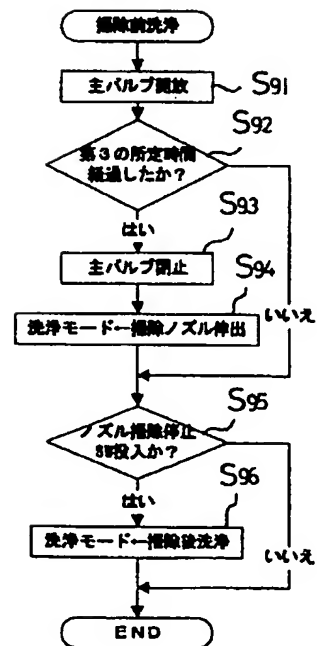 掃除前洗浄
主バルブ開放
S91
S92
第3の所定時間
経過したか?
はい
S93
主バルブ閉止
S94
洗浄モード←掃除ノズル伸出
いいえ
S95
ノズル掃除停止
SW投入か?
はい
S96
洗浄モード←掃除後洗浄
いいえ
END